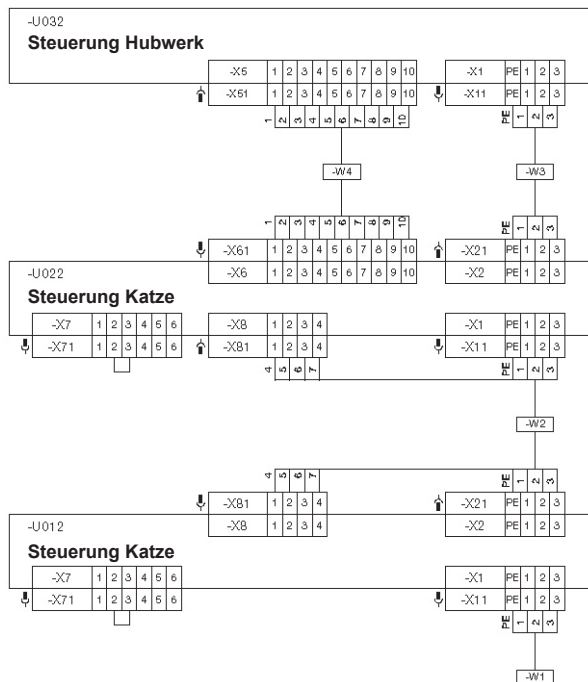 -U032
Steuerung Hubwerk
-X5 1 2 3 4 5 6 7 8 9 10 -X1 PE 1 2 3
-X51 1 2 3 4 5 6 7 8 9 10 -X11 PE 1 2 3
1 2 3 4 5 6 7 8 9 10 PE 1 2 3
-W4 -W3
1 2 3 4 5 6 7 8 9 10 PE 1 2 3
-X61 1 2 3 4 5 6 7 8 9 10 -X21 PE 1 2 3
-X6 1 2 3 4 5 6 7 8 9 10 -X2 PE 1 2 3
-U022
Steuerung Katze
-X7 1 2 3 4 5 6 -X8 1 2 3 4 -X1 PE 1 2 3
-X71 1 2 3 4 5 6 -X81 1 2 3 4 -X11 PE 1 2 3
4 5 6 7 PE 1 2 3
-W2
4 5 6 7 PE 1 2 3
-X81 1 2 3 4 -X21 PE 1 2 3
-X8 1 2 3 4 -X2 PE 1 2 3
-U012
Steuerung Katze
-X7 1 2 3 4 5 6 -X1 PE 1 2 3
-X71 1 2 3 4 5 6 -X11 PE 1 2 3
PE 1 2 3
-W1